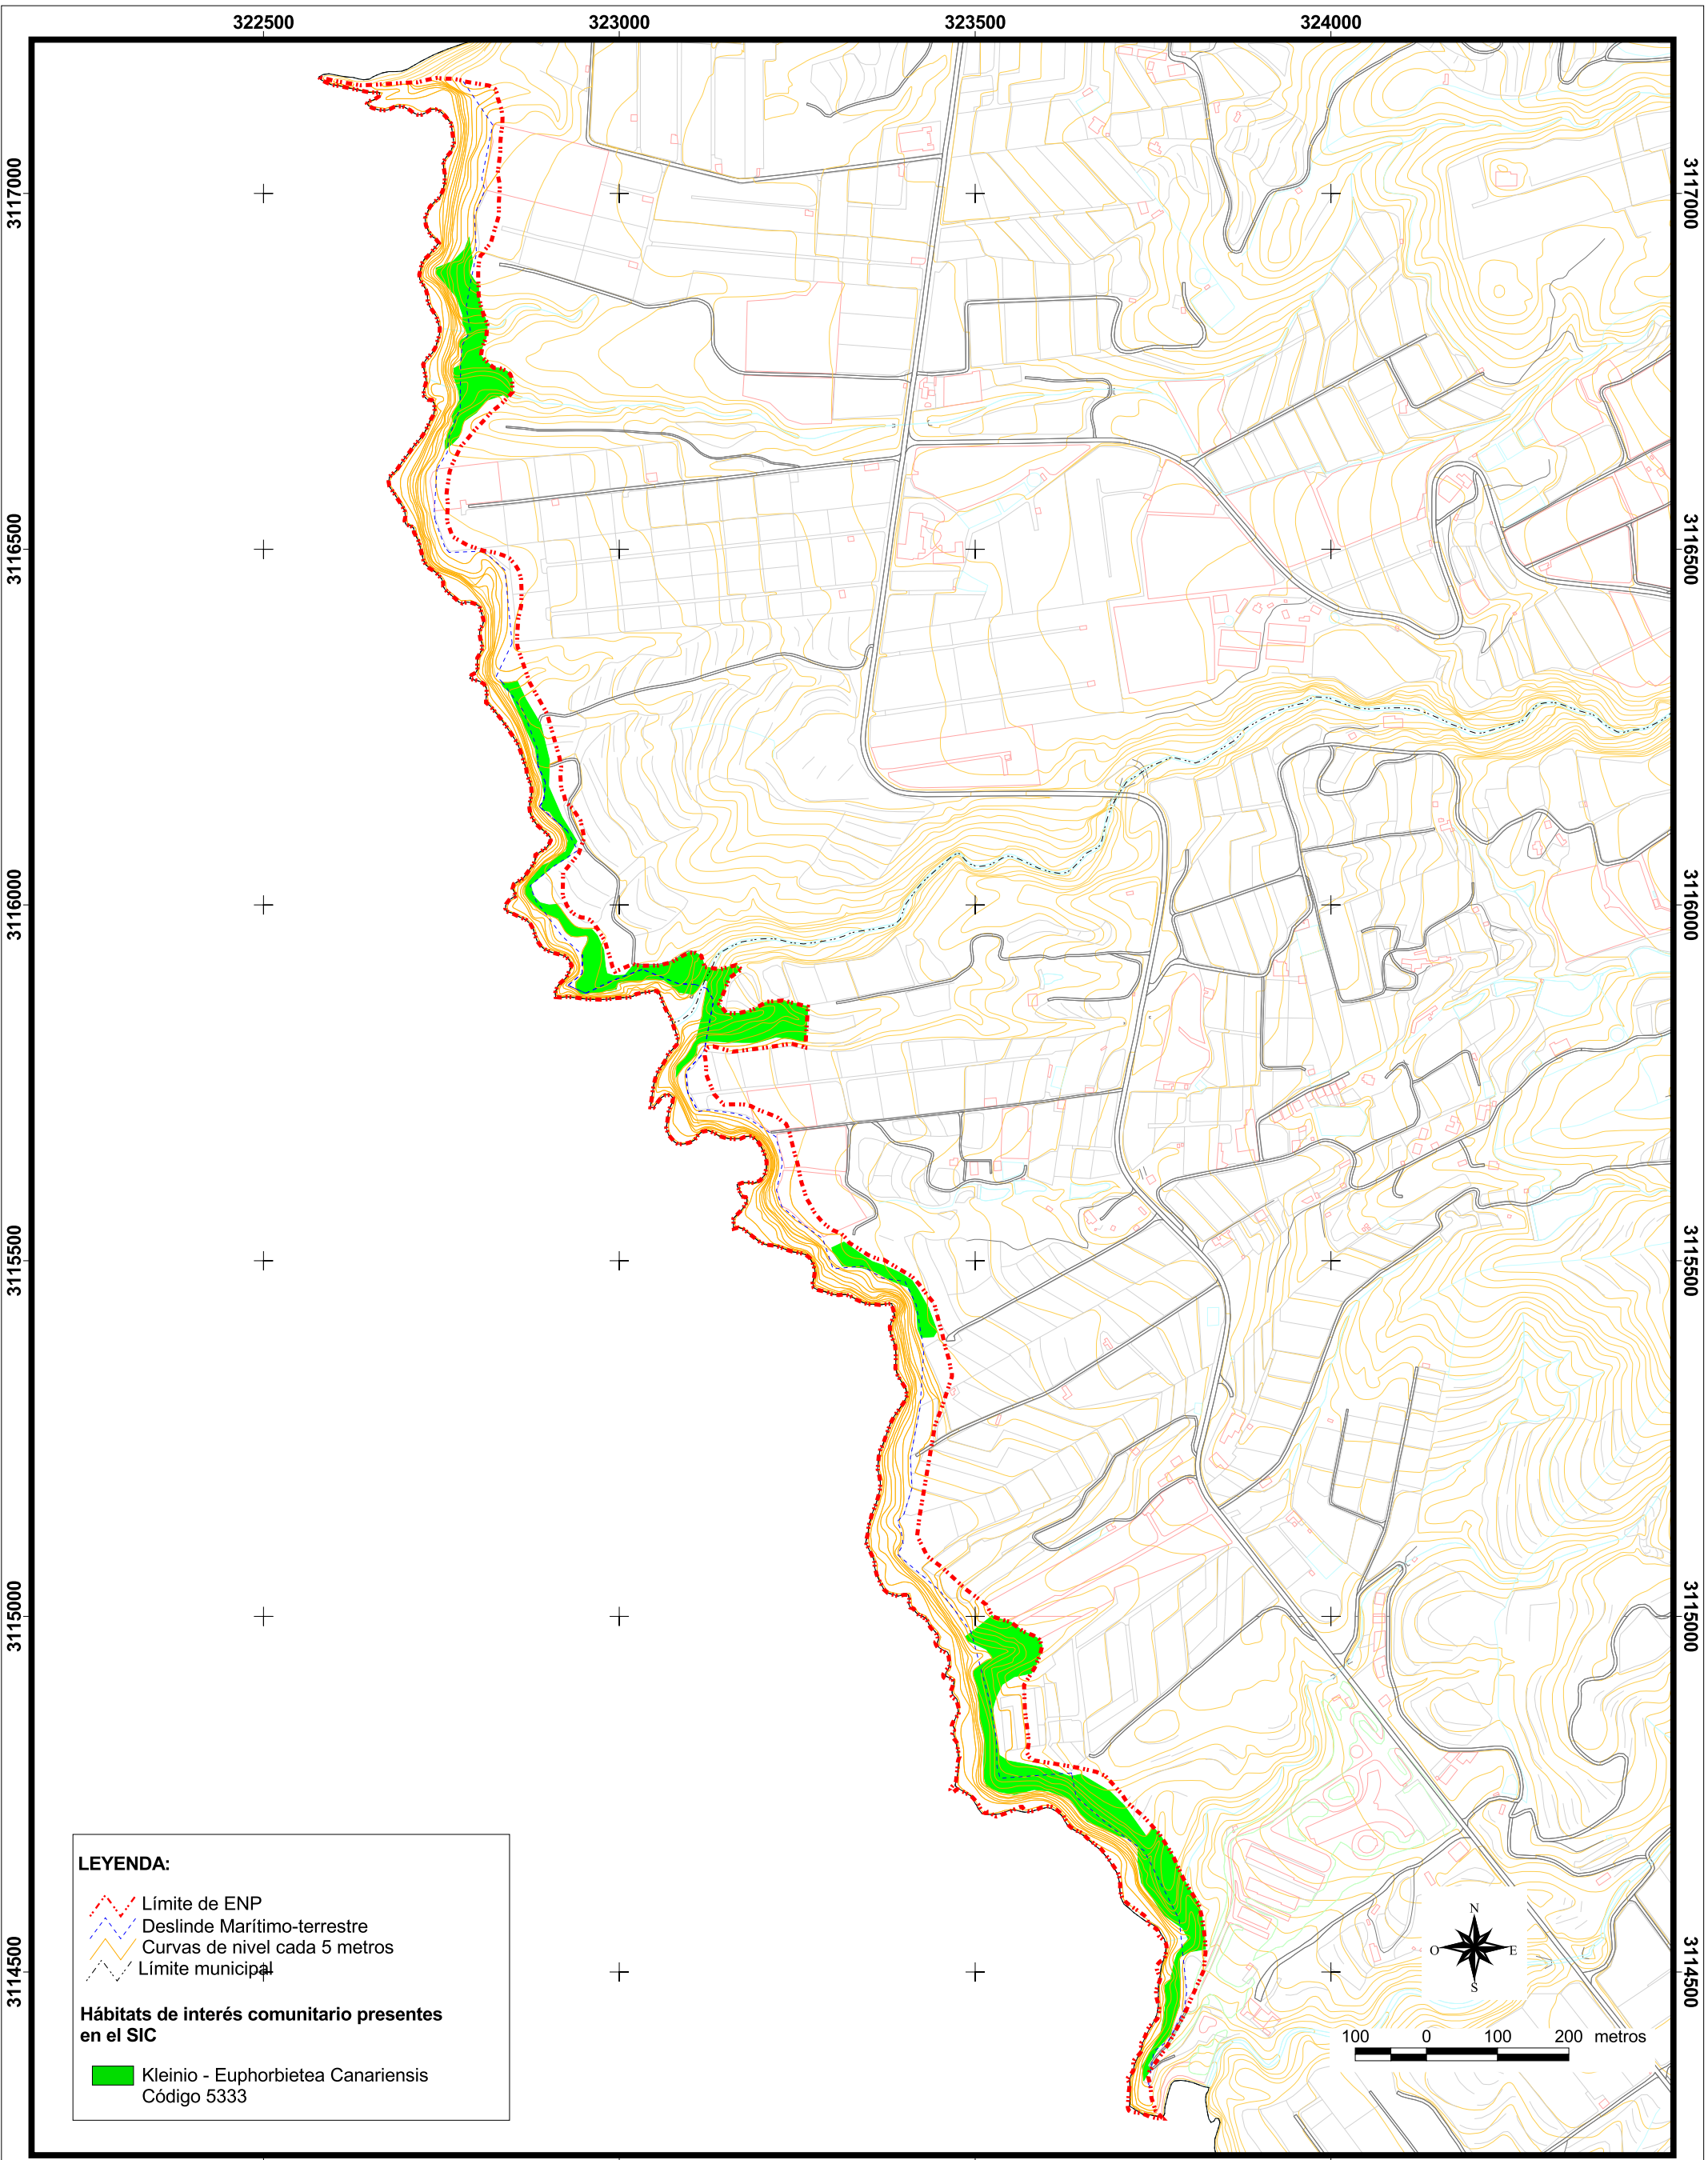 322500 323000 323500 324000
3117000 3117000
3116500 3116500
3116000 3116000
3115500 3115500
3115000 3115000
3114500 3114500
LEYENDA:
Límite de ENP
Deslinde Marítimo-terrestre
Curvas de nivel cada 5 metros
Límite municipal
Hábitats de interés comunitario presentes
en el SIC
Kleinio - Euphorbietea Canariensis
Código 5333
N
O E
S
100 0 100 200 metros